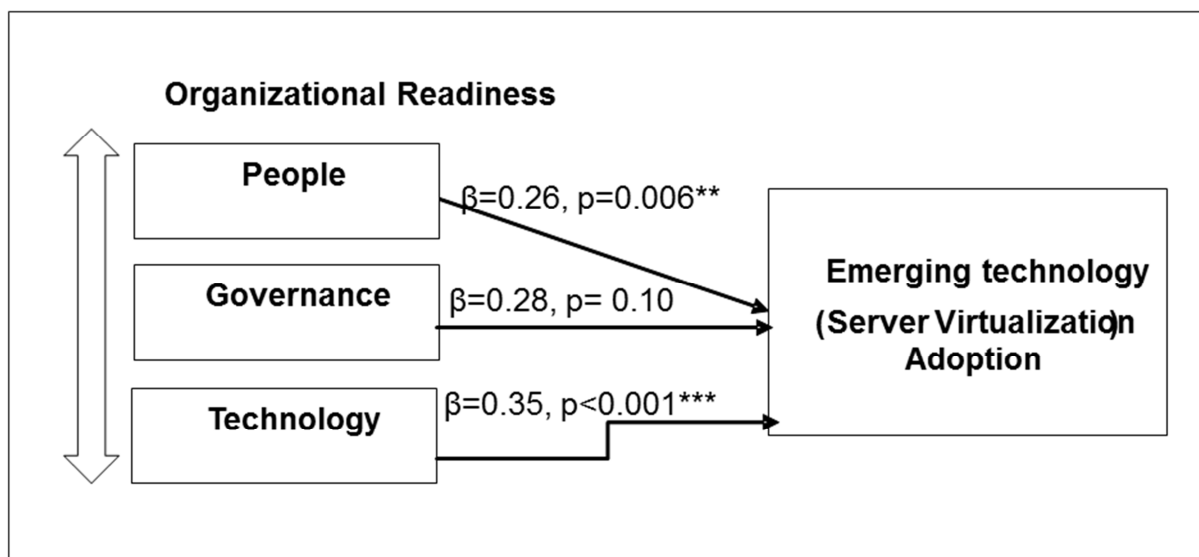 Organizational Readiness
People
β=0.26, p=0.006**
Governance
β=0.28, p= 0.10
Technology
β=0.35, p<0.001***
Emerging technology
(Server Virtualization)
Adoption